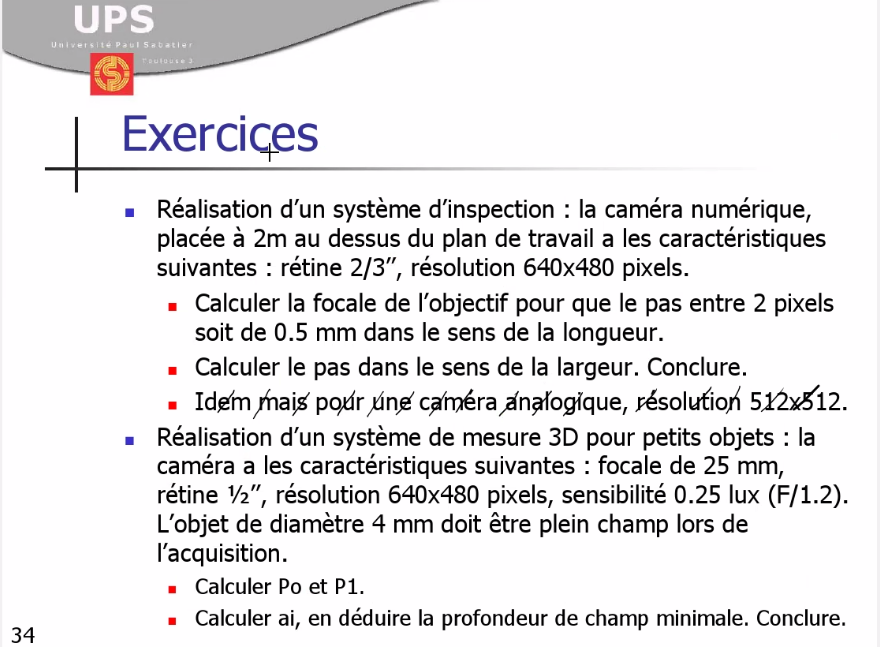 UPS
Université Paul Sabatier
Toulouse 3
Exercices
Réalisation d’un système d’inspection : la caméra numérique,
placée à 2m au dessus du plan de travail a les caractéristiques
suivantes : rétine 2/3’’, résolution 640x480 pixels.
Calculer la focale de l’objectif pour que le pas entre 2 pixels
soit de 0.5 mm dans le sens de la longueur.
Calculer le pas dans le sens de la largeur. Conclure.
Idem mais pour une caméra analogique, résolution 512x512.
Réalisation d’un système de mesure 3D pour petits objets : la
caméra a les caractéristiques suivantes : focale de 25 mm,
rétine ½’’, résolution 640x480 pixels, sensibilité 0.25 lux (F/1.2).
L’objet de diamètre 4 mm doit être plein champ lors de
l’acquisition.
Calculer Po et P1.
Calculer ai, en déduire la profondeur de champ minimale. Conclure.
34